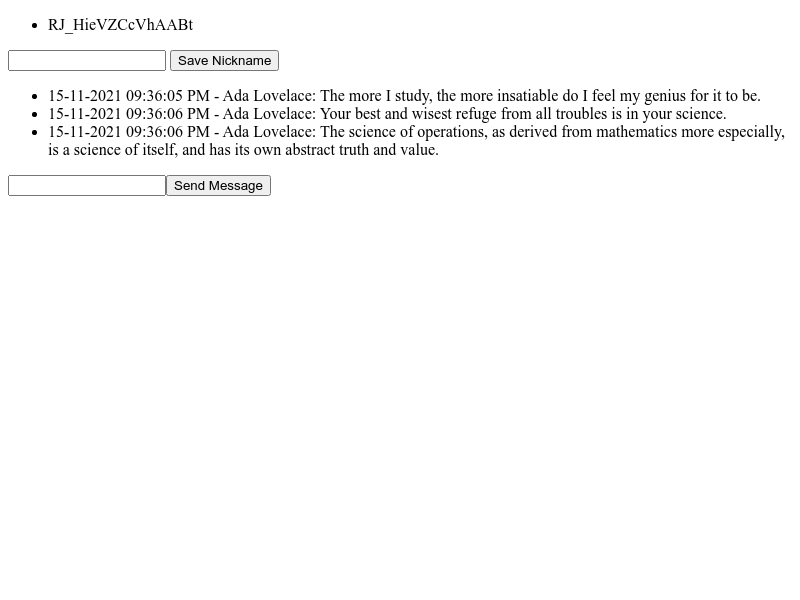 RJ_HieVZCcVhAABt
Save Nickname
15-11-2021 09:36:05 PM - Ada Lovelace: The more I study, the more insatiable do I feel my genius for it to be.
15-11-2021 09:36:06 PM - Ada Lovelace: Your best and wisest refuge from all troubles is in your science.
15-11-2021 09:36:06 PM - Ada Lovelace: The science of operations, as derived from mathematics more especially,
is a science of itself, and has its own abstract truth and value.
Send Message